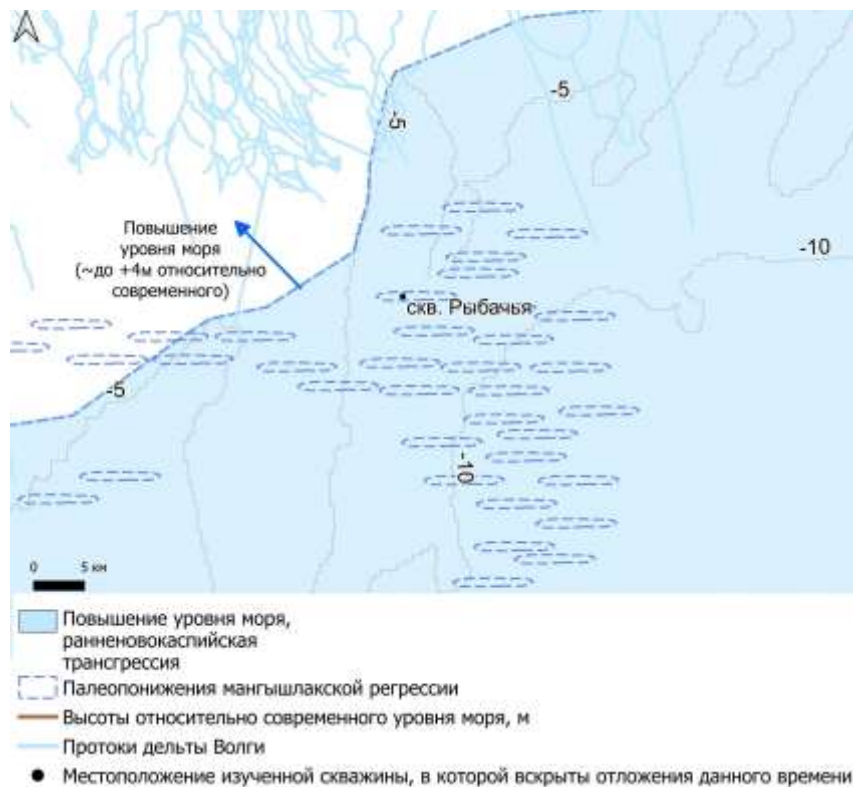 -5
-5
Повышение
уровня моря
(~до +4м относительно
современного)
-10
скв. Рыбачья
-5
-10
0 5 км
Повышение уровня моря,
ранненовокаспийская
трансгрессия
Палеопонижения мангышлакской регрессии
Высоты относительно современного уровня моря, м
Протоки дельты Волги
Местоположение изученной скважины, в которой вскрыты отложения данного времени